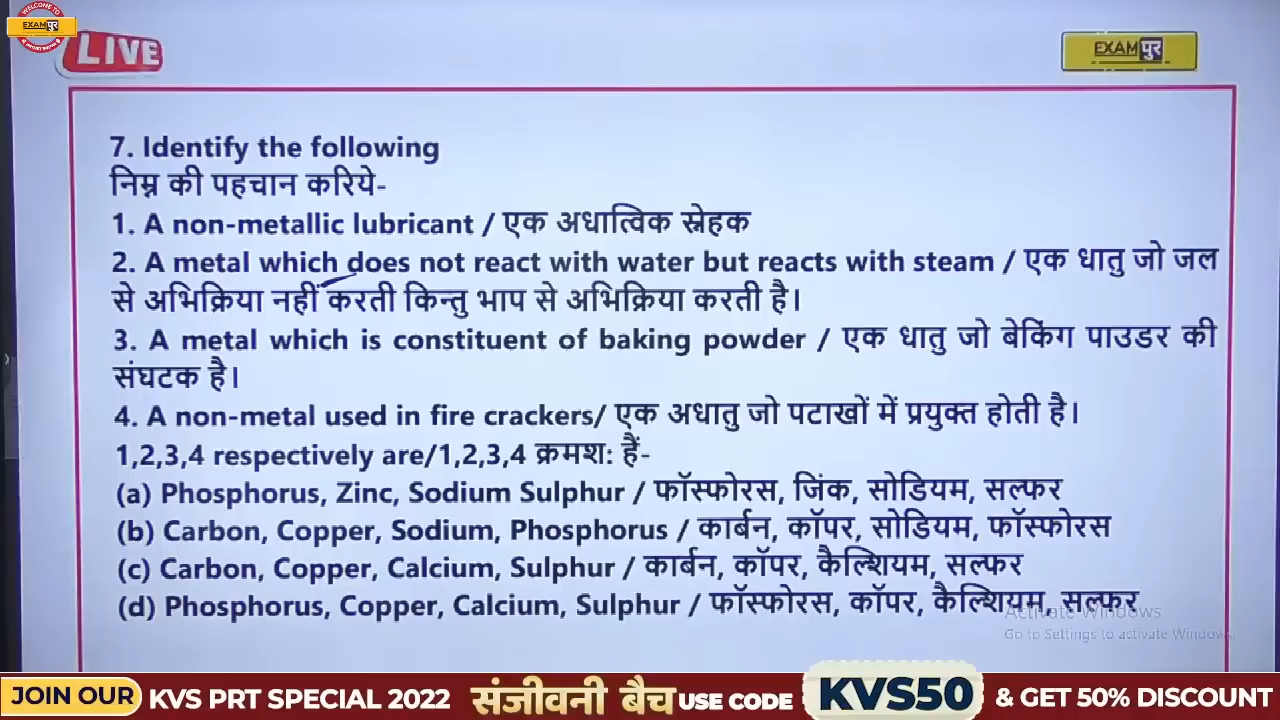 WELCOME TO
EXAMपुर
LIVE
EXAMपुर
7. Identify the following
निम्न की पहचान करिये-
1. A non-metallic lubricant / एक अधात्विक स्नेहक
2. A metal which does not react with water but reacts with steam / एक धातु जो जल
से अभिक्रिया नहीं करती किन्तु भाप से अभिक्रिया करती है।
3. A metal which is constituent of baking powder / एक धातु जो बेकिंग पाउडर की
संघटक है।
4. A non-metal used in fire crackers/ एक अधातु जो पटाखों में प्रयुक्त होती है।
1,2,3,4 respectively are/1,2,3,4 क्रमश: हैं-
(a) Phosphorus, Zinc, Sodium Sulphur / फॉस्फोरस, जिंक, सोडियम, सल्फर
(b) Carbon, Copper, Sodium, Phosphorus / कार्बन, कॉपर, सोडियम, फॉस्फोरस
(c) Carbon, Copper, Calcium, Sulphur / कार्बन, कॉपर, कैल्शियम, सल्फर
(d) Phosphorus, Copper, Calcium, Sulphur / फॉस्फोरस, कॉपर, कैल्शियम, सल्फर
Activate Windows
Go to Settings to activate Windows.
JOIN OUR KVS PRT SPECIAL 2022 संजीवनी बैच USE CODE KVS50 & GET 50% DISCOUNT